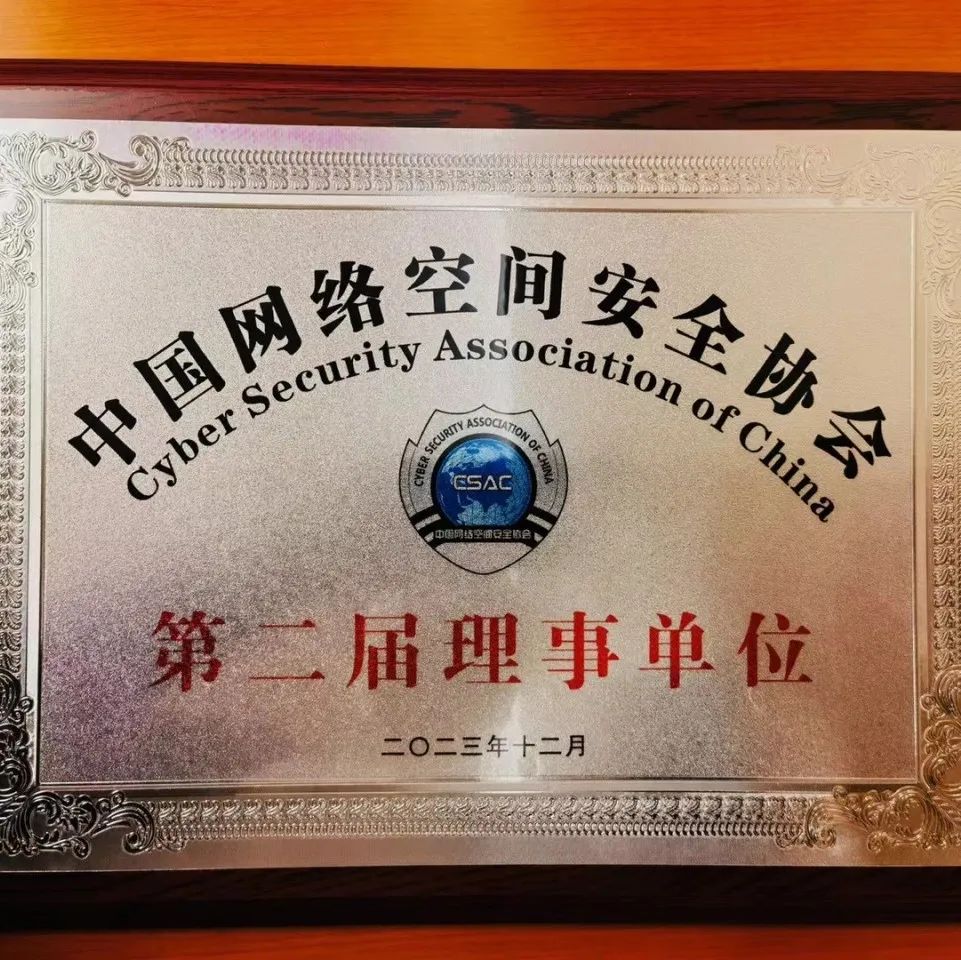 中国网络空间安全协会
Cyber Security Association of China
CYBER SECURITY ASSOCIATION OF CHINA
CSAC
中国网络空间安全协会
第二届理事单位
二〇二三年十二月